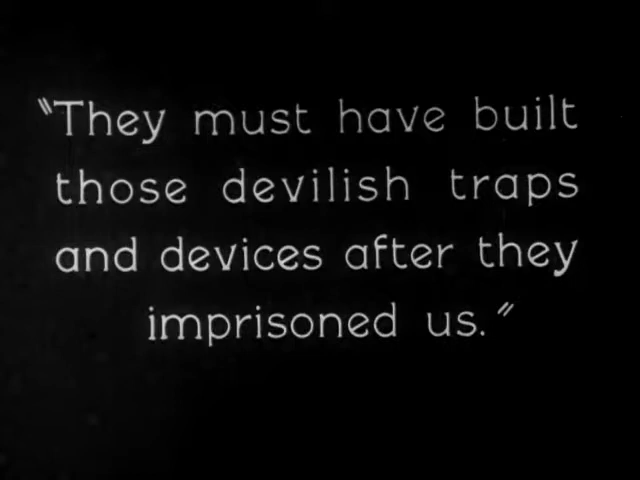 "They must have built
those devilish traps
and devices after they
imprisoned us."